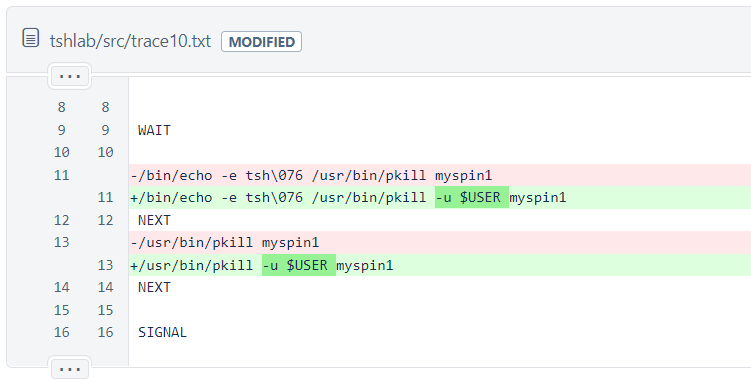 tshlab/src/trace10.txt MODIFIED
...
8 8
9 9 WAIT
10 10
11 -/bin/echo -e tsh\076 /usr/bin/pkill myspin1
11 +/bin/echo -e tsh\076 /usr/bin/pkill -u $USER myspin1
12 12 NEXT
13 -/usr/bin/pkill myspin1
13 +/usr/bin/pkill -u $USER myspin1
14 14 NEXT
15 15
16 16 SIGNAL
...